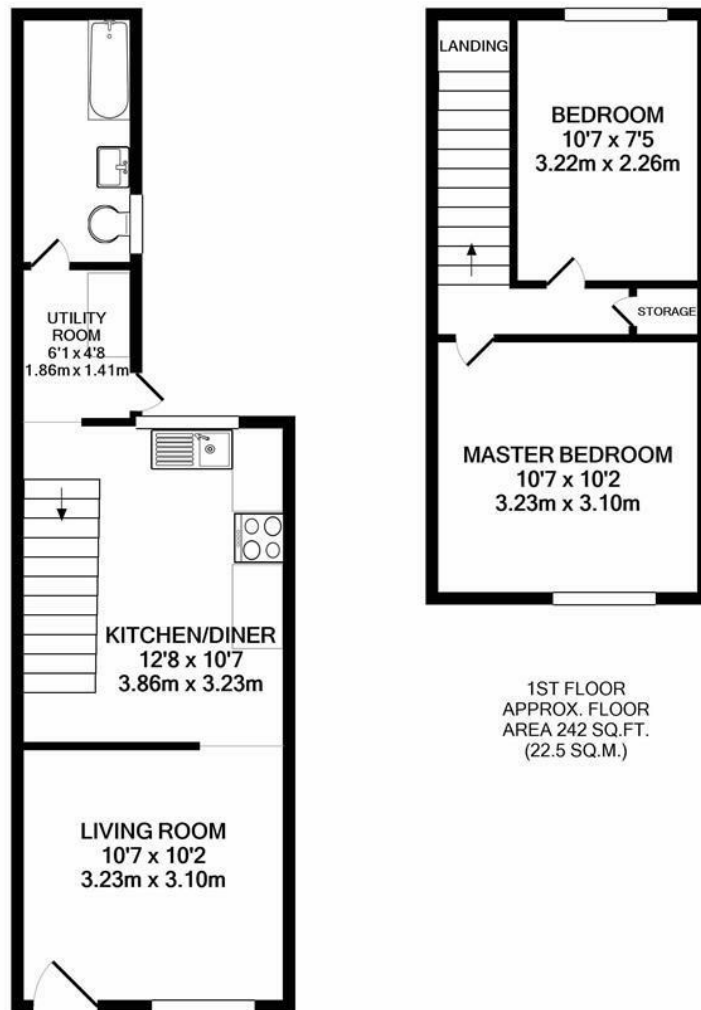 UTILITY
ROOM
6'1 x 4'8
1.86m x 1.41m
KITCHEN/DINER
12'8 x 10'7
3.86m x 3.23m
LIVING ROOM
10'7 x 10'2
3.23m x 3.10m
LANDING
BEDROOM
10'7 x 7'5
3.22m x 2.26m
STORAGE
MASTER BEDROOM
10'7 x 10'2
3.23m x 3.10m
1ST FLOOR
APPROX. FLOOR
AREA 242 SQ.FT.
(22.5 SQ.M.)